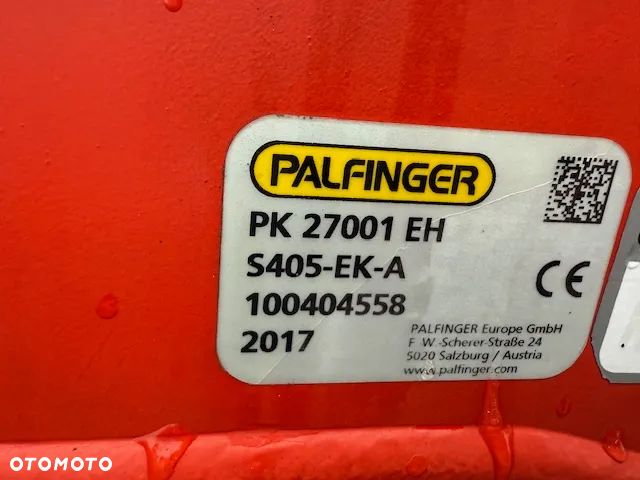 PALFINGER
PK 27001 EH
S405-EK-A
100404558
2017
CE
PALFINGER Europe GmbH
F W.-Scherer-Straße 24
5020 Salzburg / Austria
www.palfinger.com
OTOMOTO